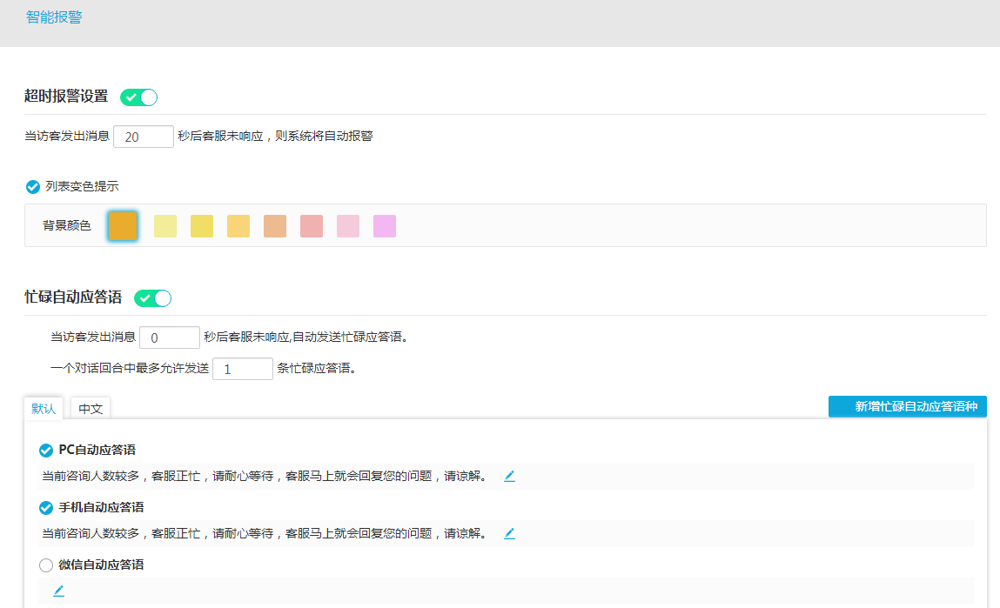 智能报警
超时报警设置
当访客发出消息 20 秒后客服未响应，则系统将自动报警
列表变色提示
背景颜色
忙碌自动应答语
当访客发出消息 0 秒后客服未响应,自动发送忙碌应答语。
一个对话回合中最多允许发送 1 条忙碌应答语。
默认 中文 新增忙碌自动应答语种
PC自动应答语
当前咨询人数较多，客服正忙，请耐心等待，客服马上就会回复您的问题，请谅解。
手机自动应答语
当前咨询人数较多，客服正忙，请耐心等待，客服马上就会回复您的问题，请谅解。
微信自动应答语